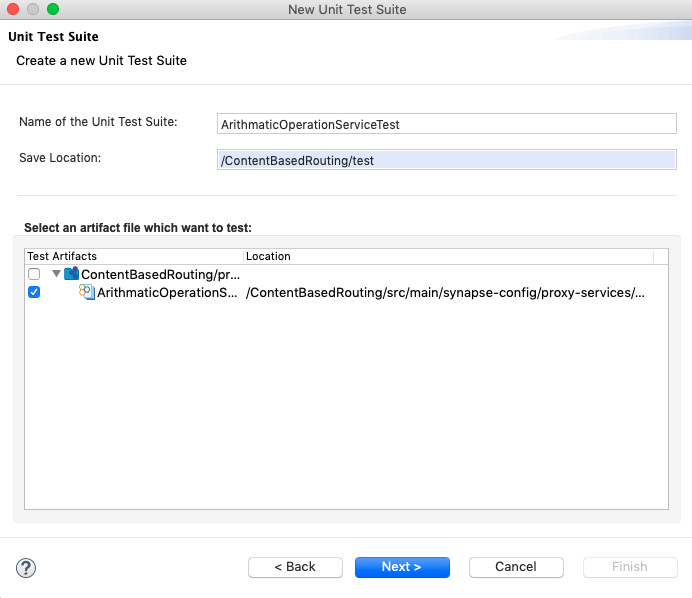 New Unit Test Suite
Unit Test Suite
Create a new Unit Test Suite
Name of the Unit Test Suite: ArithmaticOperationServiceTest
Save Location: /ContentBasedRouting/test
Select an artifact file which want to test:
Test Artifacts Location
ContentBasedRouting/pr...
ArithmaticOperationS... /ContentBasedRouting/src/main/synapse-config/proxy-services/...
? < Back Next > Cancel Finish